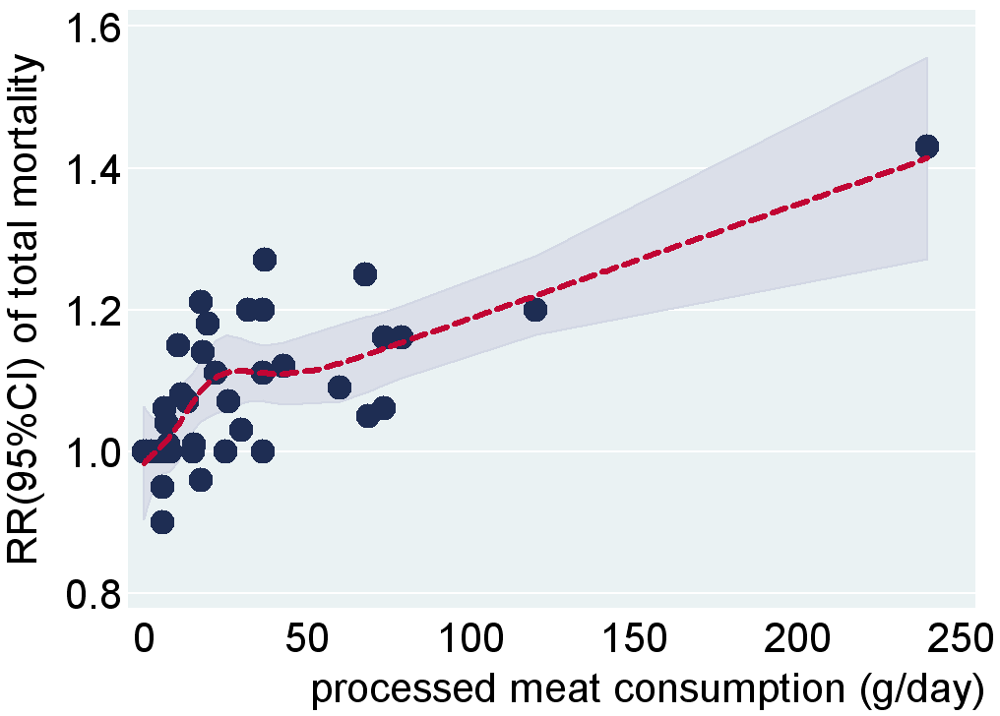 RR(95%CI) of total mortality
1.6
1.4
1.2
1.0
0.8
0 50 100 150 200 250
processed meat consumption (g/day)